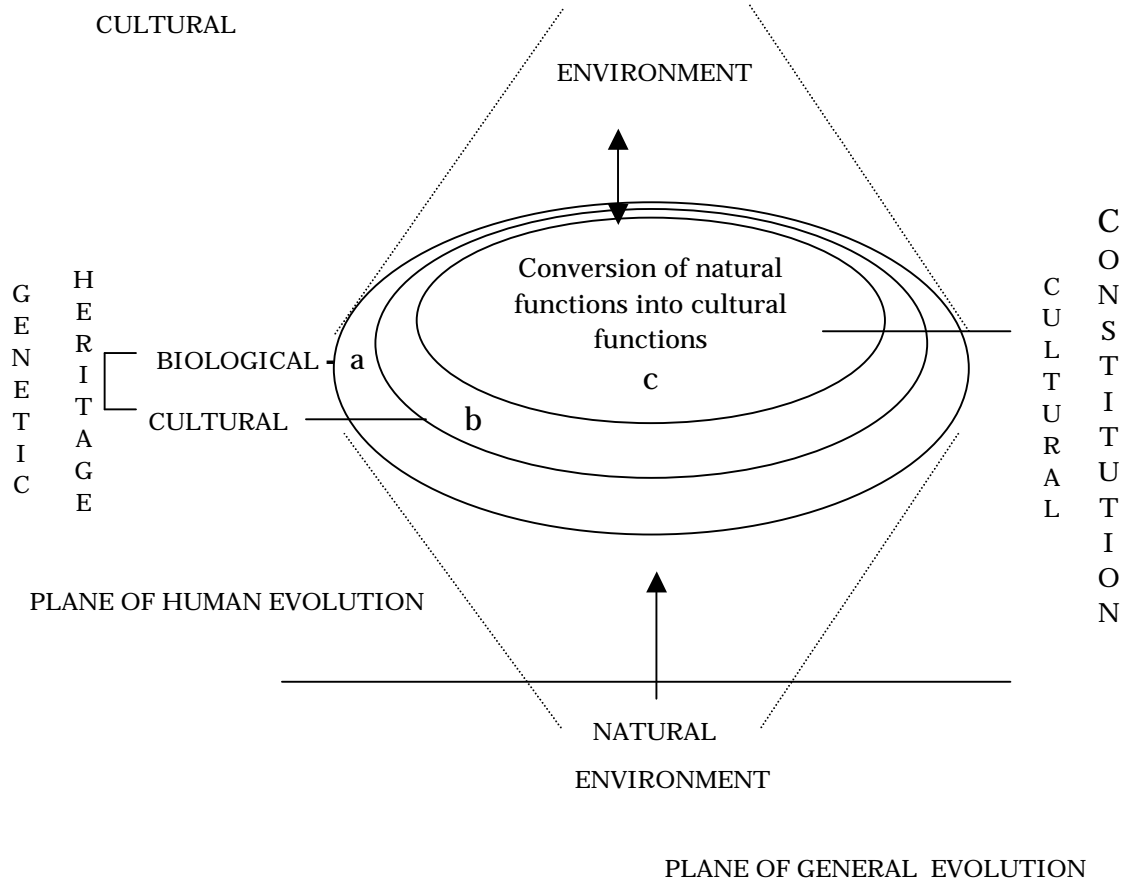 CULTURAL
ENVIRONMENT
Conversion of natural
functions into cultural
functions
c
GENETIC
HERITAGE
BIOLOGICAL
a
CULTURAL
b
CULTURAL
CONSTITUTION
PLANE OF HUMAN EVOLUTION
NATURAL
ENVIRONMENT
PLANE OF GENERAL EVOLUTION